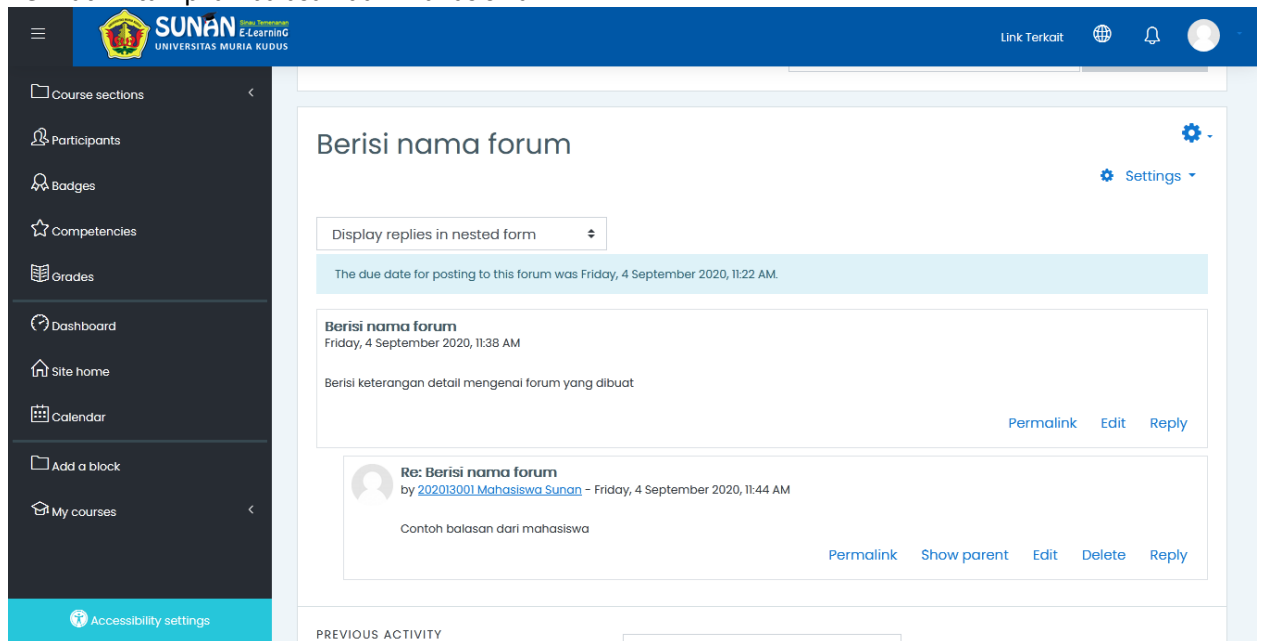 SUNAN Sinau Temenanan
E-LearninG
UNIVERSITAS MURIA KUDUS
Link Terkait
Course sections
Participants
Badges
Competencies
Grades
Dashboard
Site home
Calendar
Add a block
My courses
Accessibility settings
Berisi nama forum
Settings
Display replies in nested form
The due date for posting to this forum was Friday, 4 September 2020, 11:22 AM.
Berisi nama forum
Friday, 4 September 2020, 11:38 AM
Berisi keterangan detail mengenai forum yang dibuat
Permalink Edit Reply
Re: Berisi nama forum
by 202013001 Mahasiswa Sunan - Friday, 4 September 2020, 11:44 AM
Contoh balasan dari mahasiswa
Permalink Show parent Edit Delete Reply
PREVIOUS ACTIVITY